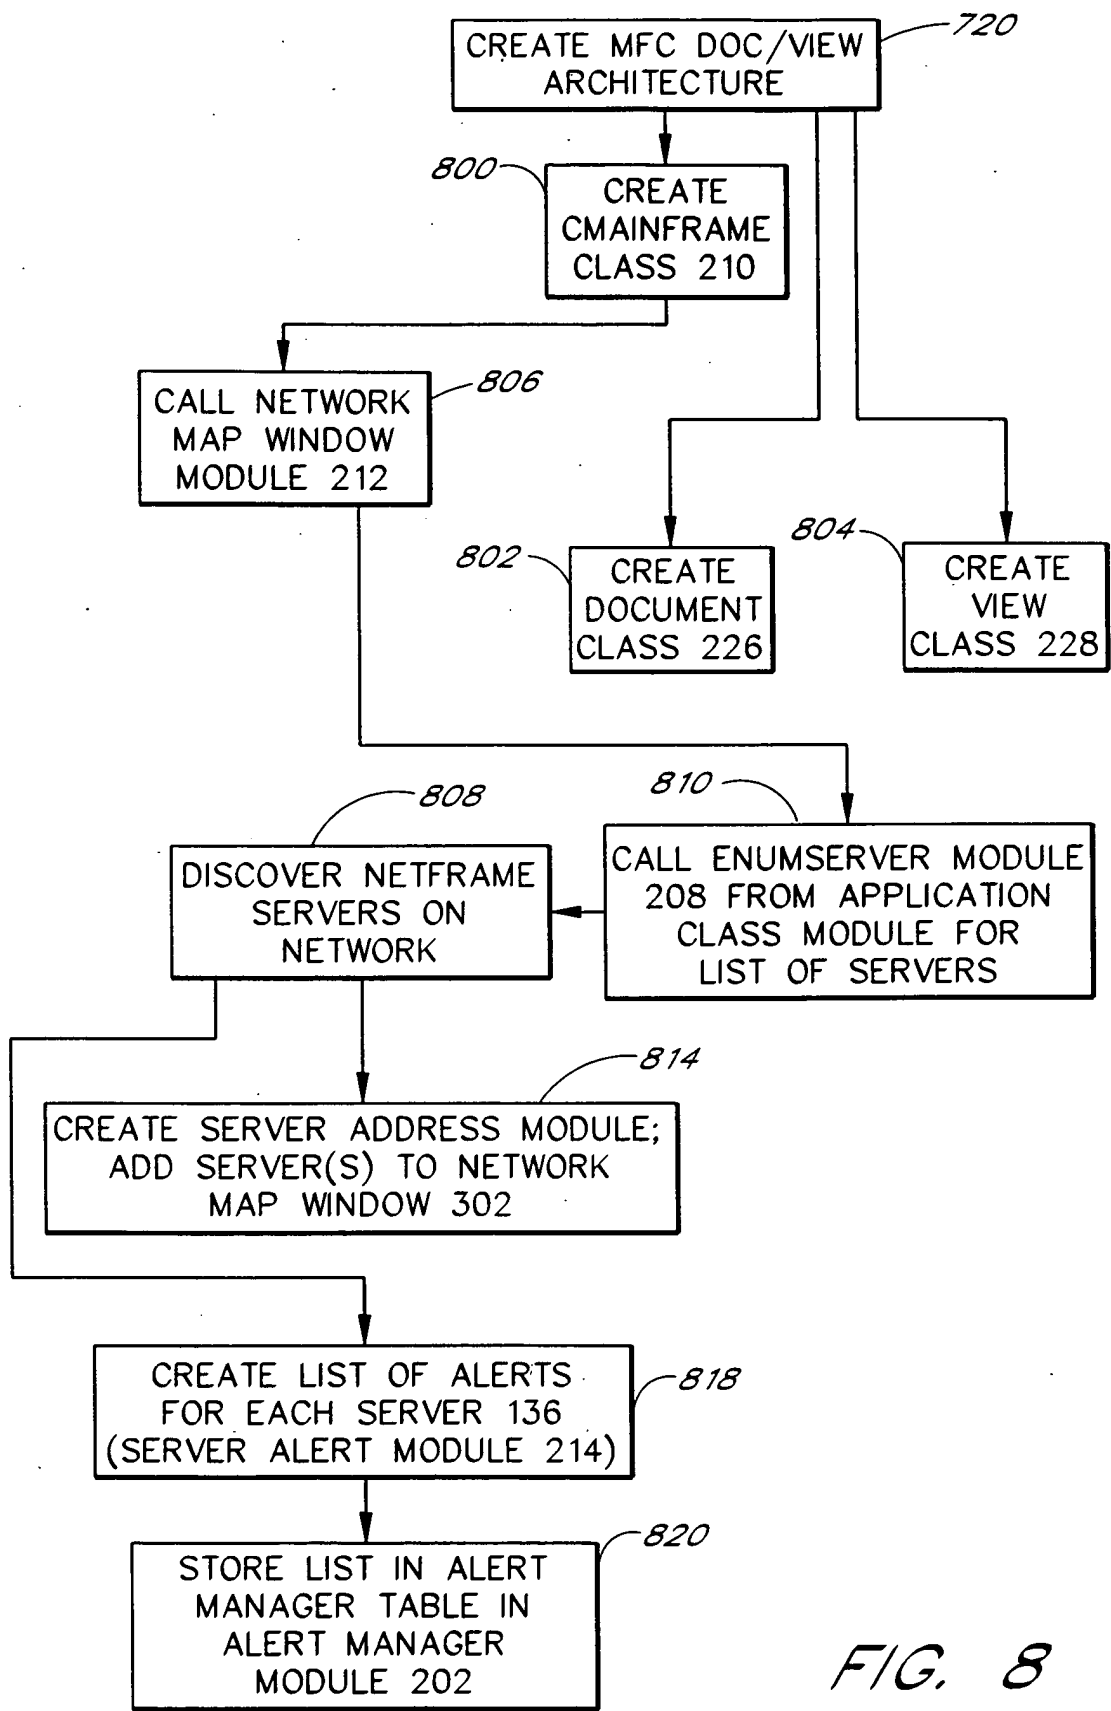 CREATE MFC DOC/VIEW
ARCHITECTURE
720
800
CREATE
CMAINFRAME
CLASS 210
806
CALL NETWORK
MAP WINDOW
MODULE 212
802
CREATE
DOCUMENT
CLASS 226
804
CREATE
VIEW
CLASS 228
808
DISCOVER NETFRAME
SERVERS ON
NETWORK
810
CALL ENUMSERVER MODULE
208 FROM APPLICATION
CLASS MODULE FOR
LIST OF SERVERS
814
CREATE SERVER ADDRESS MODULE;
ADD SERVER(S) TO NETWORK
MAP WINDOW 302
CREATE LIST OF ALERTS
FOR EACH SERVER 136
(SERVER ALERT MODULE 214)
818
820
STORE LIST IN ALERT
MANAGER TABLE IN
ALERT MANAGER
MODULE 202
FIG. 8